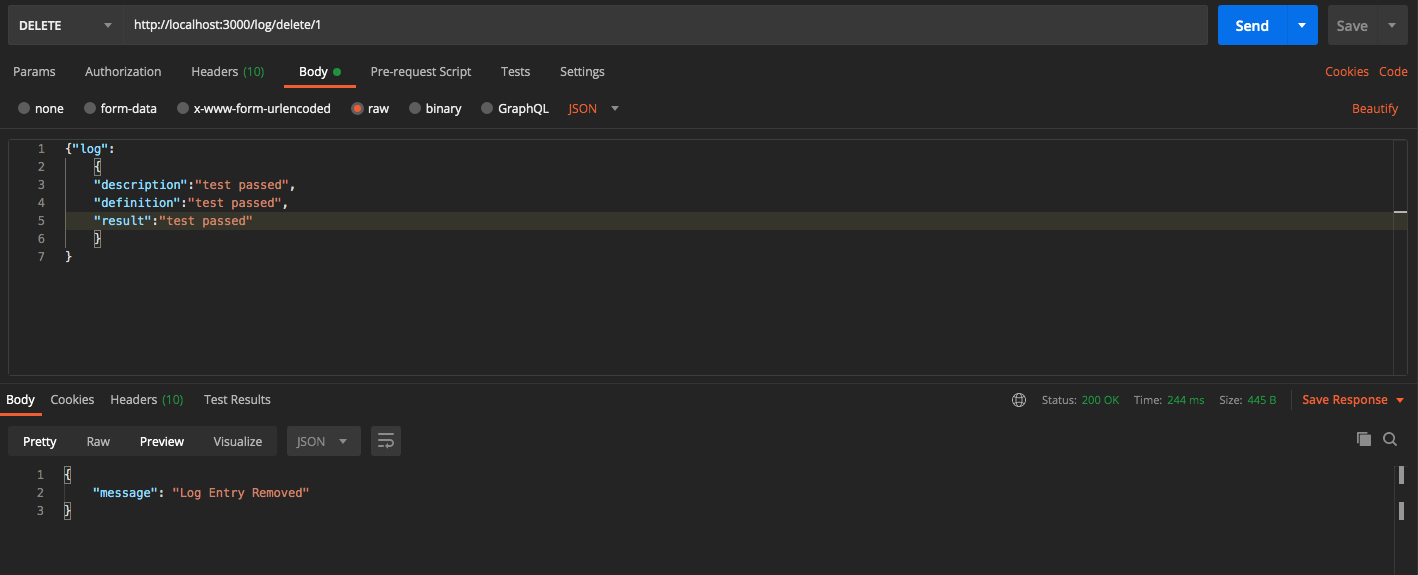 DELETE http://localhost:3000/log/delete/1 Send Save
Params Authorization Headers (10) Body Pre-request Script Tests Settings Cookies Code
none form-data x-www-form-urlencoded raw binary GraphQL JSON Beautify
1 {"log":
2 {
3 "description":"test passed",
4 "definition":"test passed",
5 "result":"test passed"
6 }
7 }
Body Cookies Headers (10) Test Results Status: 200 OK Time: 244 ms Size: 445 B Save Response
Pretty Raw Preview Visualize JSON
1 {
2 "message": "Log Entry Removed"
3 }